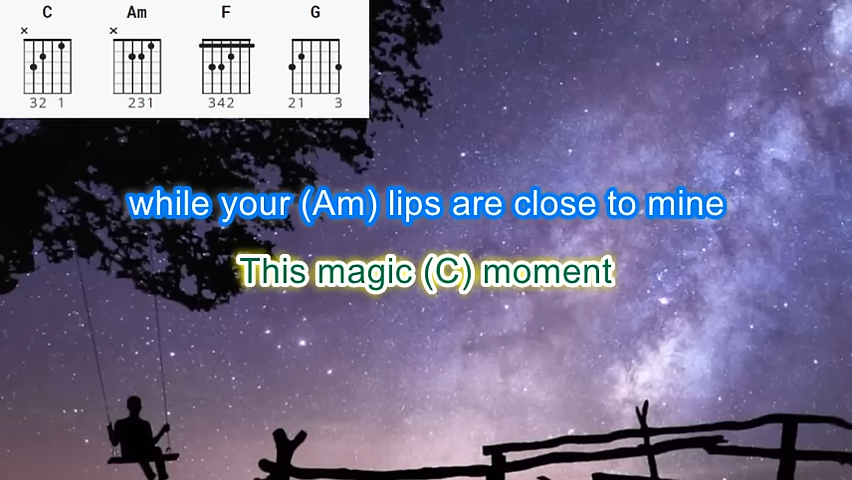 C Am F G
× ×
32 1 231 342 21 3
while your (Am) lips are close to mine
This magic (C) moment